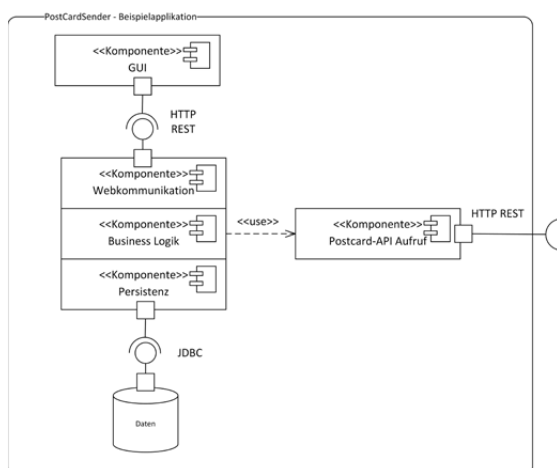 PostCardSender - Beispielapplikation
<<Komponente>>
GUI
HTTP
REST
<<Komponente>>
Webkommunikation
<<Komponente>>
Business Logik
<<use>>
<<Komponente>>
Postcard-API Aufruf
HTTP REST
<<Komponente>>
Persistenz
JDBC
Daten